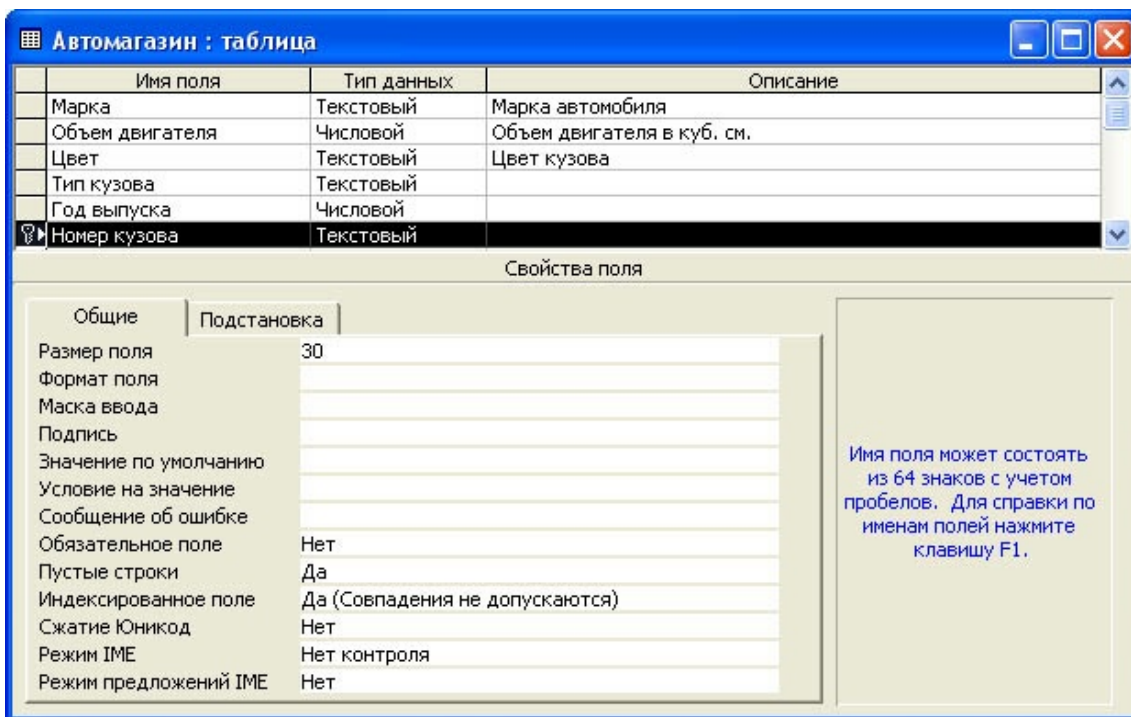 Автомагазин : таблица
Имя поля Тип данных Описание
Марка Текстовый Марка автомобиля
Объем двигателя Числовой Объем двигателя в куб. см.
Цвет Текстовый Цвет кузова
Тип кузова Текстовый
Год выпуска Числовой
Номер кузова Текстовый
Свойства поля
Общие Подстановка
Размер поля 30
Формат поля
Маска ввода
Подпись
Значение по умолчанию
Условие на значение
Сообщение об ошибке
Обязательное поле Нет
Пустые строки Да
Индексированное поле Да (Совпадения не допускаются)
Сжатие Юникод Нет
Режим IME Нет контроля
Режим предложений IME Нет
Имя поля может состоять
из 64 знаков с учетом
пробелов. Для справки по
именам полей нажмите
клавишу F1.